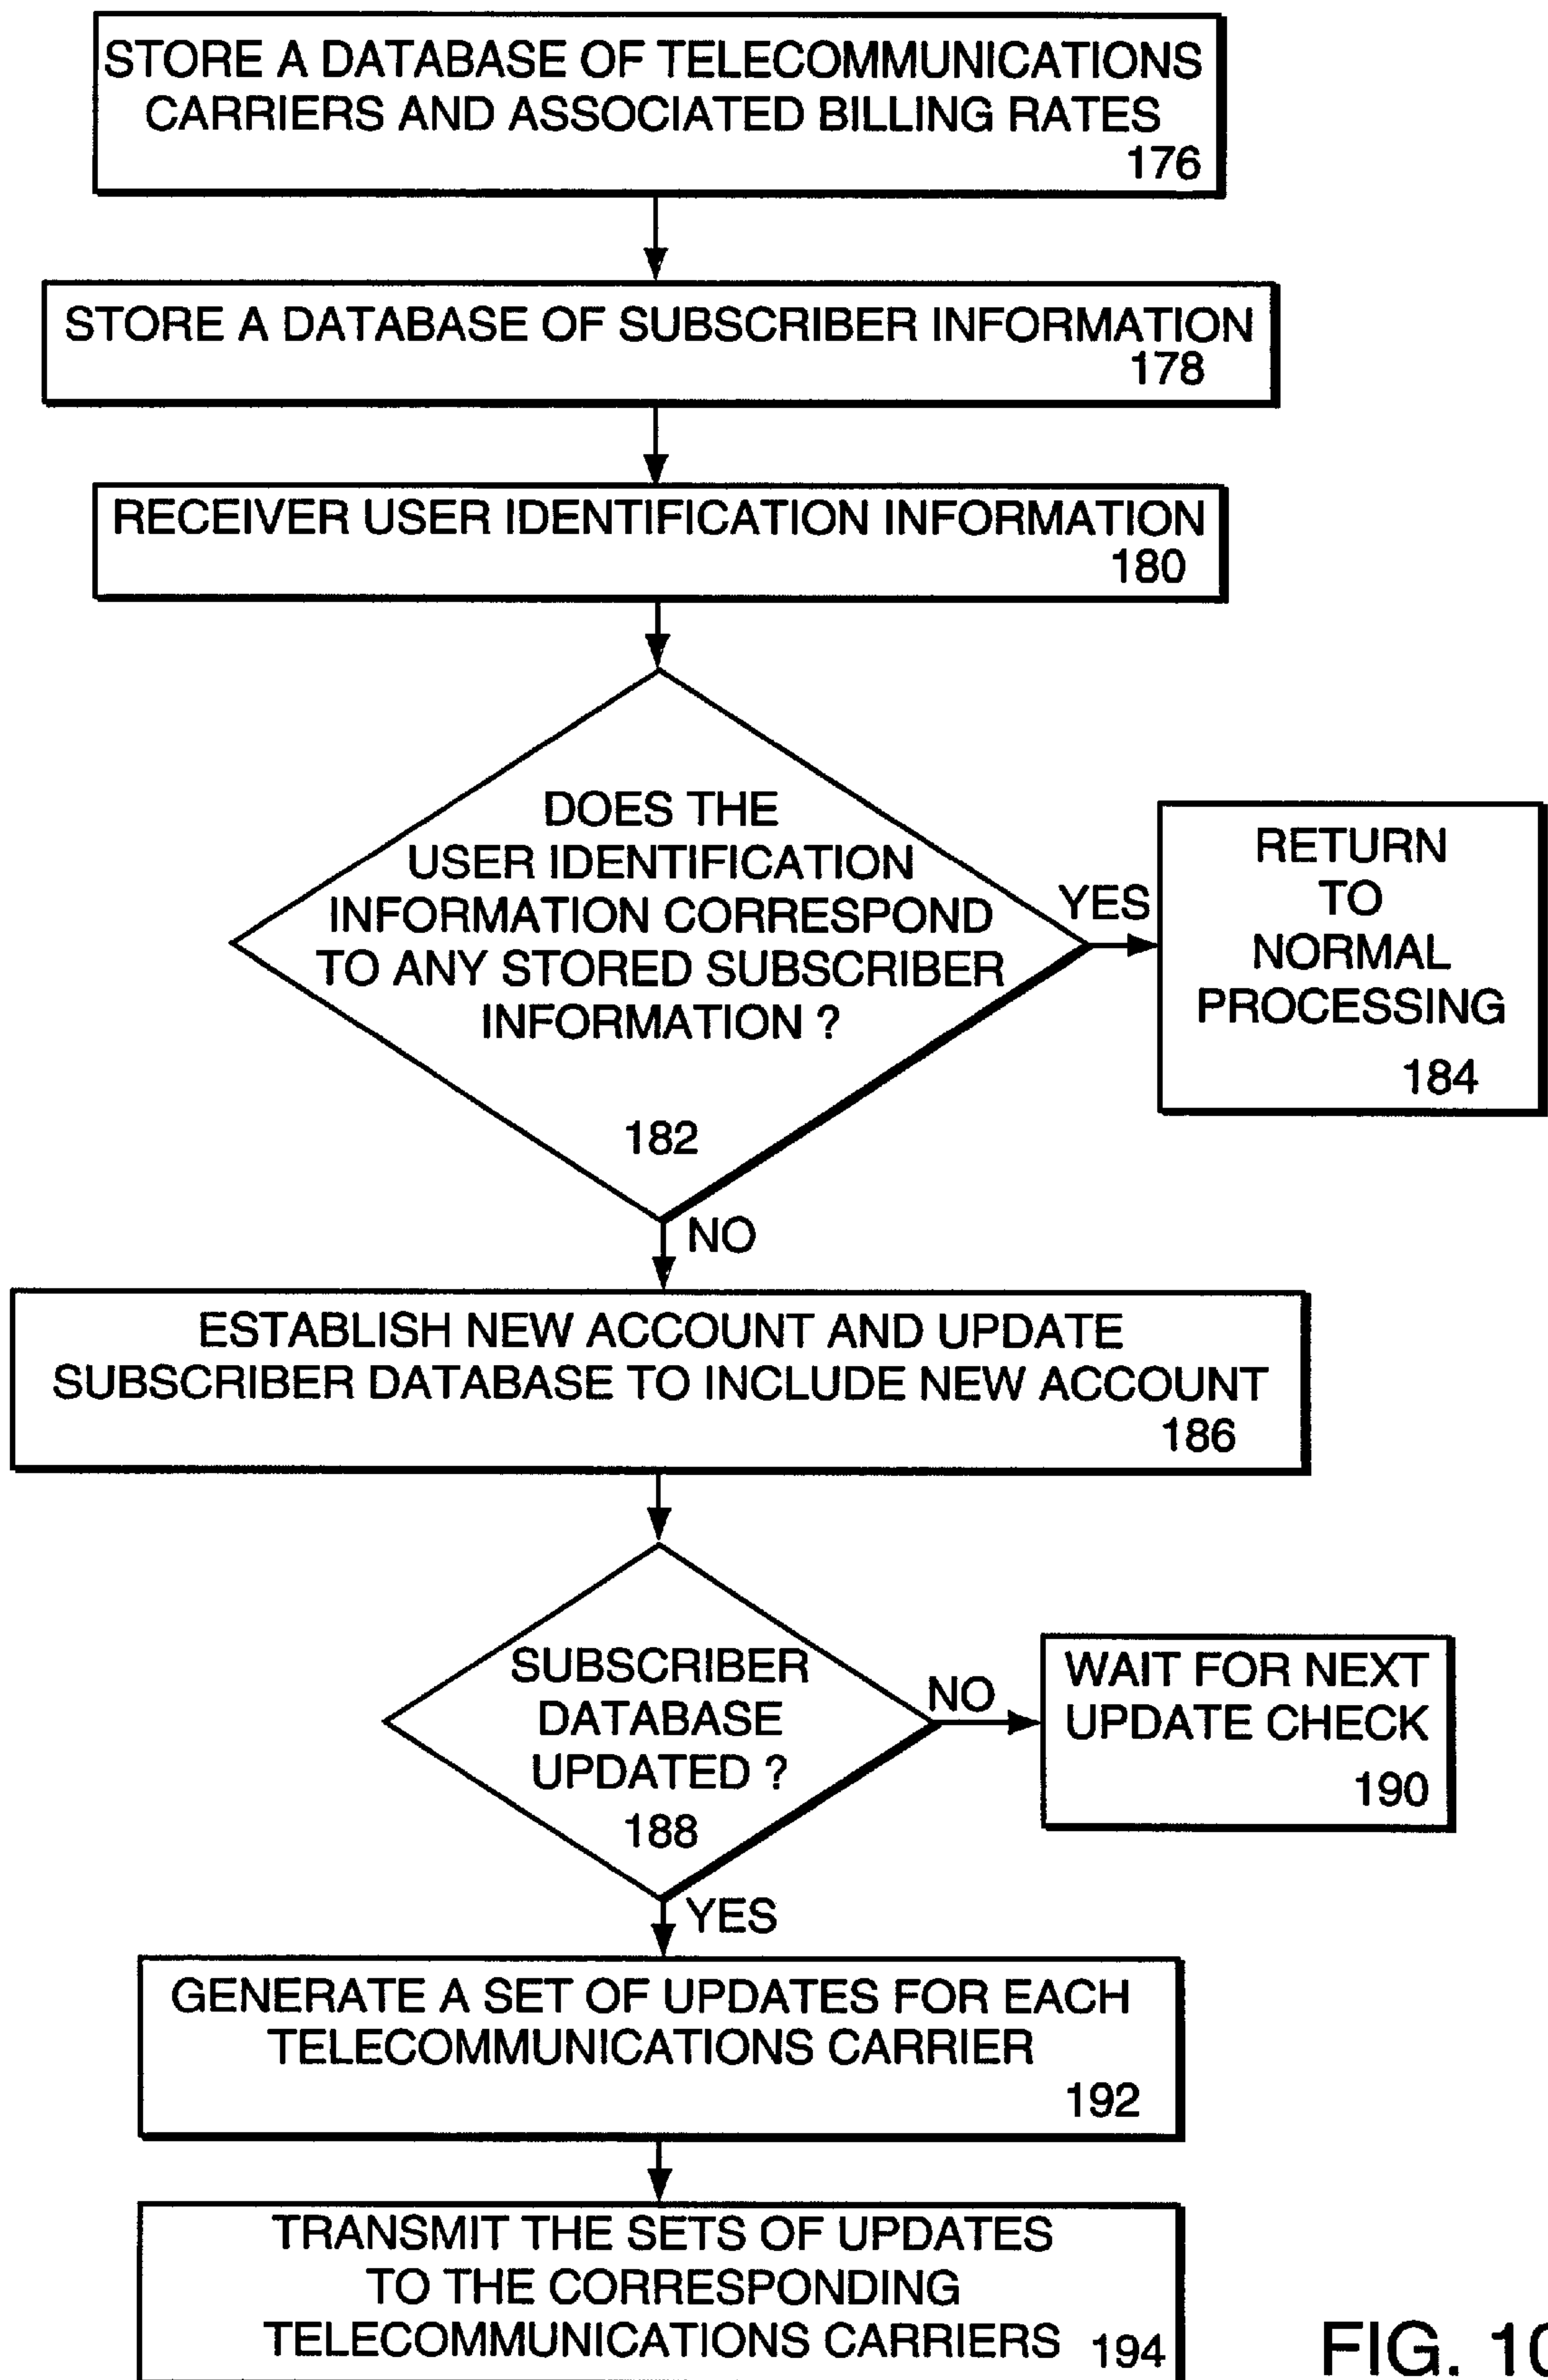 STORE A DATABASE OF TELECOMMUNICATIONS
CARRIERS AND ASSOCIATED BILLING RATES
176
STORE A DATABASE OF SUBSCRIBER INFORMATION
178
RECEIVER USER IDENTIFICATION INFORMATION
180
DOES THE
USER IDENTIFICATION
INFORMATION CORRESPOND
TO ANY STORED SUBSCRIBER
INFORMATION ?
182
YES
RETURN
TO
NORMAL
PROCESSING
184
NO
ESTABLISH NEW ACCOUNT AND UPDATE
SUBSCRIBER DATABASE TO INCLUDE NEW ACCOUNT
186
SUBSCRIBER
DATABASE
UPDATED ?
188
NO
WAIT FOR NEXT
UPDATE CHECK
190
YES
GENERATE A SET OF UPDATES FOR EACH
TELECOMMUNICATIONS CARRIER
192
TRANSMIT THE SETS OF UPDATES
TO THE CORRESPONDING
TELECOMMUNICATIONS CARRIERS 194
FIG. 10